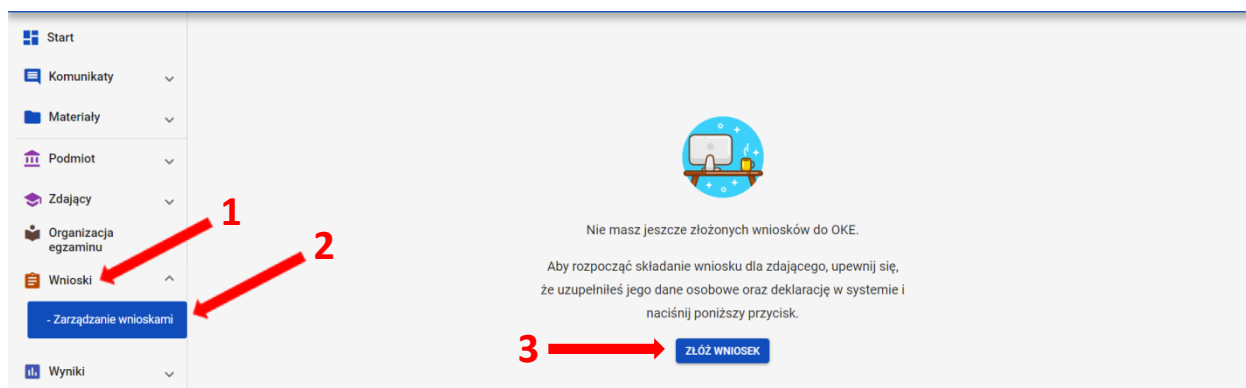 Start
Komunikaty
Materiały
Podmiot
Zdający
Organizacja
egzaminu
Wnioski
- Zarządzanie wnioskami
Wyniki
1
2
Nie masz jeszcze złożonych wniosków do OKE.
Aby rozpocząć składanie wniosku dla zdającego, upewnij się,
że uzupełniłeś jego dane osobowe oraz deklarację w systemie i
naciśnij poniższy przycisk.
3
ZŁÓŻ WNIOSEK